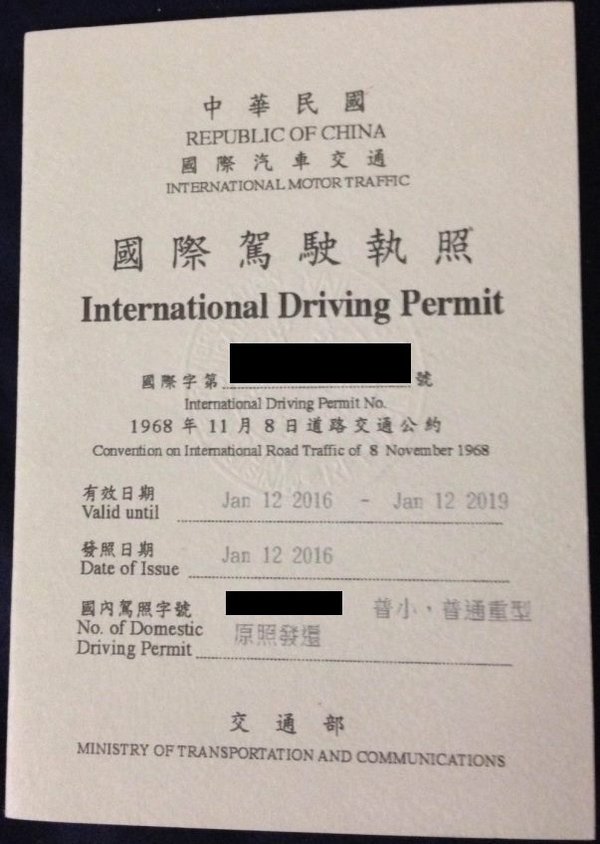 中華民國
REPUBLIC OF CHINA
國際汽車交通
INTERNATIONAL MOTOR TRAFFIC
國際駕駛執照
International Driving Permit
國際字第 號
International Driving Permit No.
1968 年 11 月 8 日道路交通公約
Convention on International Road Traffic of 8 November 1968
有效日期
Valid until Jan 12 2016 - Jan 12 2019
發照日期
Date of Issue Jan 12 2016
國內駕照字號 普小，普通重型
No. of Domestic 原照發還
Driving Permit
交通部
MINISTRY OF TRANSPORTATION AND COMMUNICATIONS